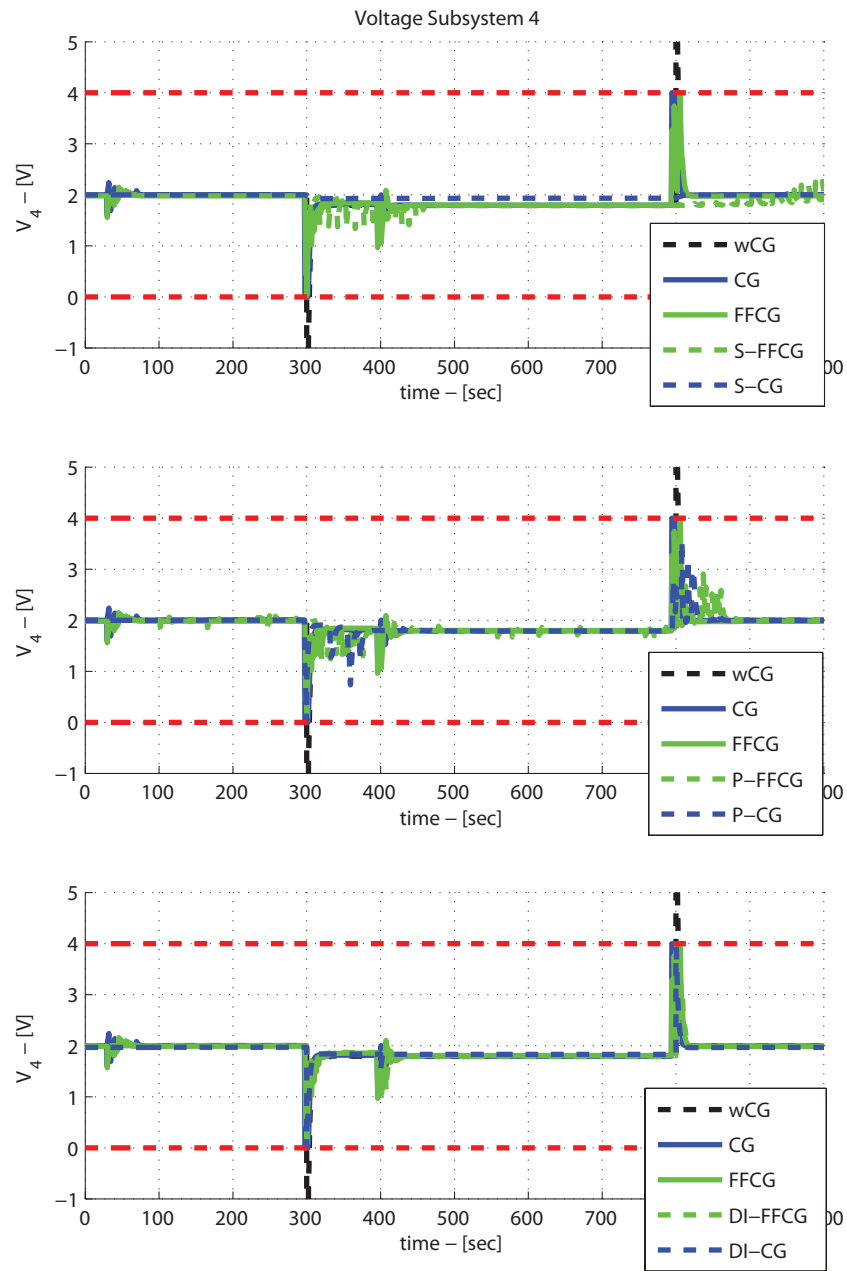 Voltage Subsystem 4
5
4
3
2
1
0
−1
V4 − [V]
0 100 200 300 400 500 600 700 00
time − [sec]
wCG
CG
FFCG
S−FFCG
S−CG
5
4
3
2
1
0
−1
V4 − [V]
0 100 200 300 400 500 600 700 00
time − [sec]
wCG
CG
FFCG
P−FFCG
P−CG
5
4
3
2
1
0
−1
V4 − [V]
0 100 200 300 400 500 600 700 00
time − [sec]
wCG
CG
FFCG
DI−FFCG
DI−CG